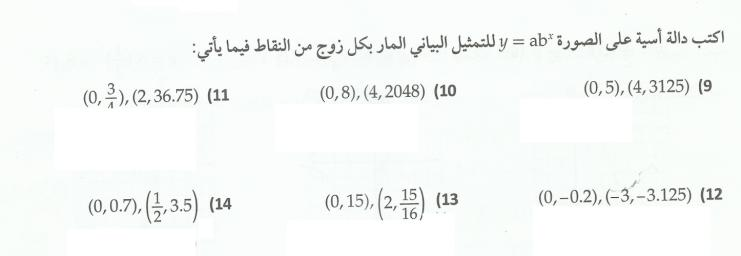 اكتب دالة أسية على الصورة y = abˣ للتمثيل البياني المار بكل زوج من النقاط فيما يأتي:
9) (0, 5), (4, 3125)
10) (0, 8), (4, 2048)
11) (0, 3/4), (2, 36.75)
12) (0, −0.2), (−3, −3.125)
13) (0, 15), (2, 15/16)
14) (0, 0.7), (1/2, 3.5)